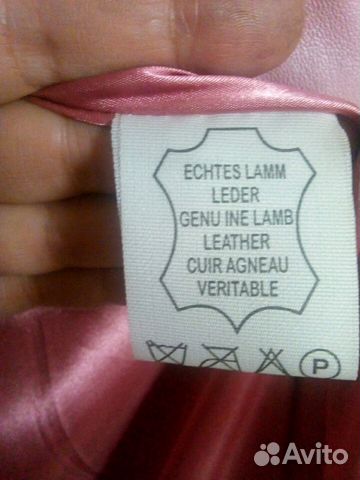 ECHTES LAMM
LEDER
GENU INE LAMB
LEATHER
CUIR AGNEAU
VERITABLE
P
Avito